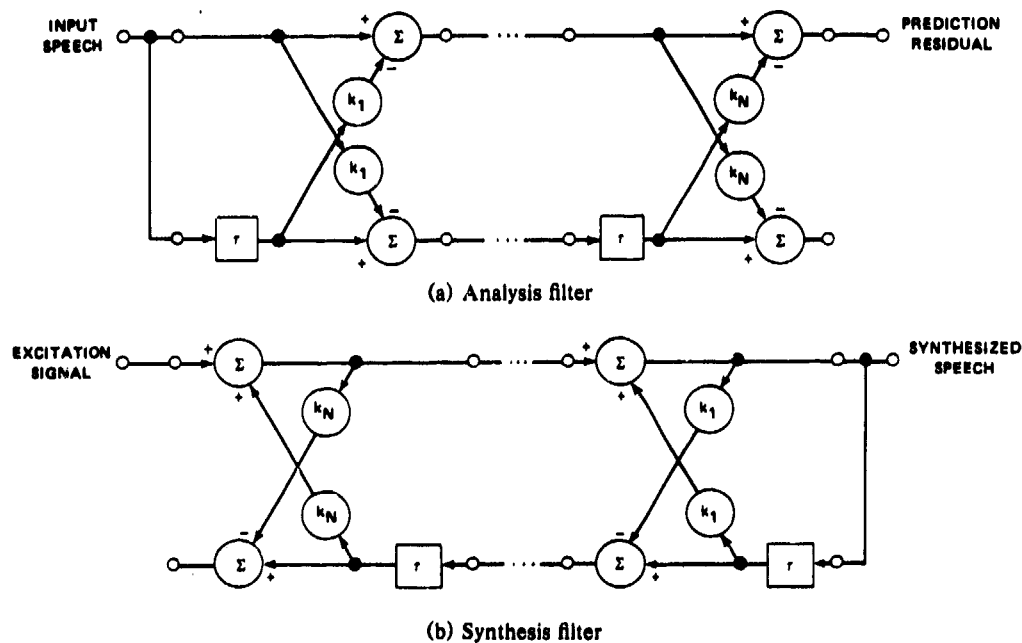 INPUT
SPEECH
+
Σ
−
k₁
k₁
−
τ
+
Σ
...
...
+
Σ
−
kN
kN
−
τ
+
Σ
PREDICTION
RESIDUAL
(a) Analysis filter
EXCITATION
SIGNAL
+
Σ
+
kN
kN
−
Σ
+
τ
...
...
+
Σ
+
k₁
k₁
−
Σ
+
τ
SYNTHESIZED
SPEECH
(b) Synthesis filter